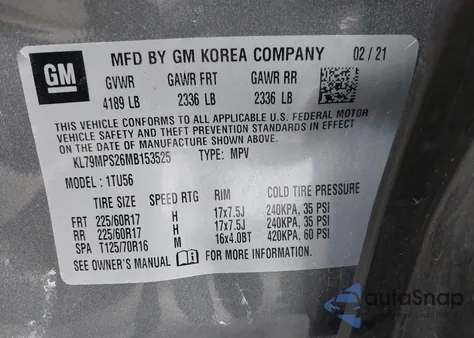 GM
MFD BY GM KOREA COMPANY 02 / 21
GVWR GAWR FRT GAWR RR
4189 LB 2336 LB 2336 LB
THIS VEHICLE CONFORMS TO ALL APPLICABLE U.S. FEDERAL MOTOR
VEHICLE SAFETY AND THEFT PREVENTION STANDARDS IN EFFECT
ON THE DATE OF MANUFACTURE SHOWN ABOVE.
KL79MPS26MB153525 TYPE: MPV
MODEL : 1TU56
TIRE SIZE SPEED RTG RIM COLD TIRE PRESSURE
FRT 225/60R17 H 17x7.5J 240KPA, 35 PSI
RR 225/60R17 H 17x7.5J 240KPA, 35 PSI
SPA T125/70R16 M 16x4.0BT 420KPA, 60 PSI
SEE OWNER'S MANUAL FOR MORE INFORMATION.
autoSnap